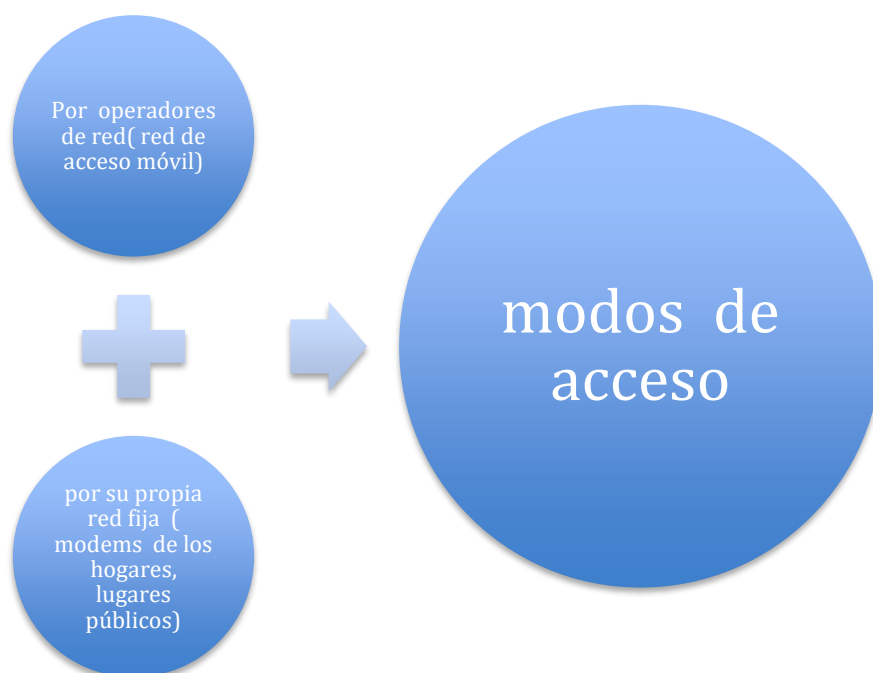 Por operadores
de red( red de
acceso móvil)
por su propia
red fija (
modems de los
hogares,
lugares
públicos)
modos de
acceso